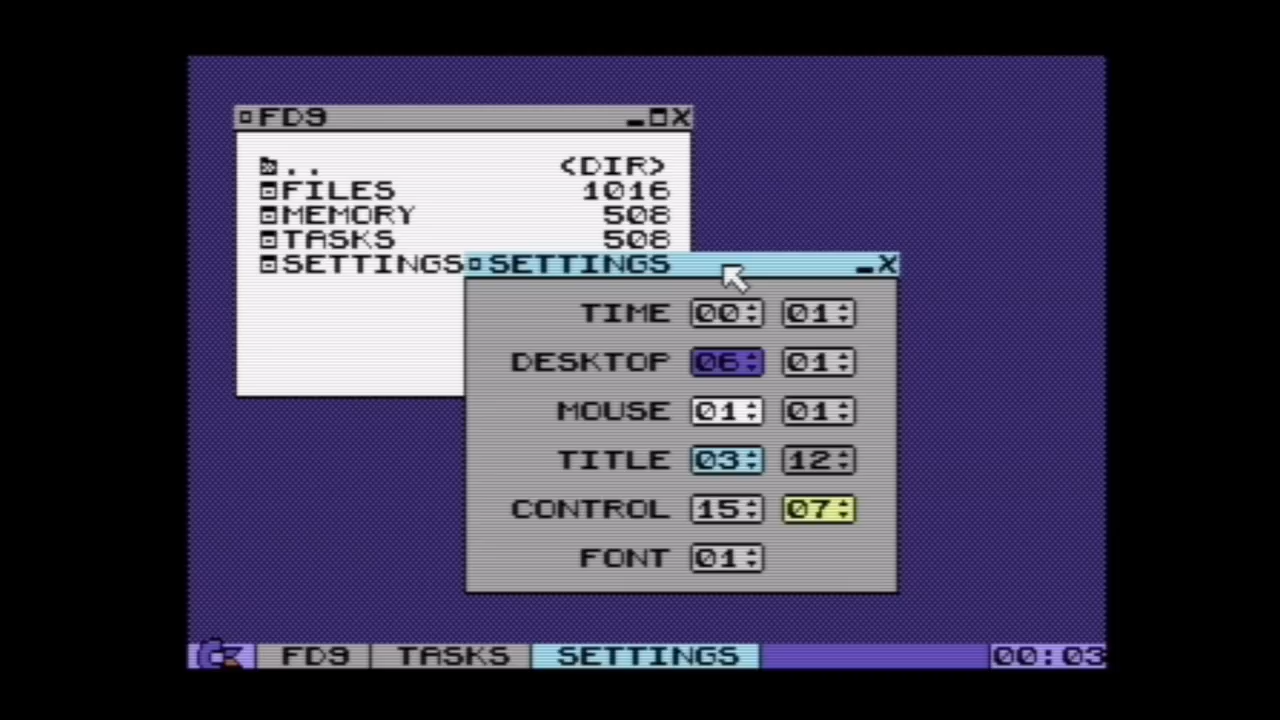 FD9
.. <DIR>
FILES 1016
MEMORY 508
TASKS 508
SETTINGS
SETTINGS
TIME 00 01
DESKTOP 06 01
MOUSE 01 01
TITLE 03 12
CONTROL 15 07
FONT 01
FD9 TASKS SETTINGS 00:03